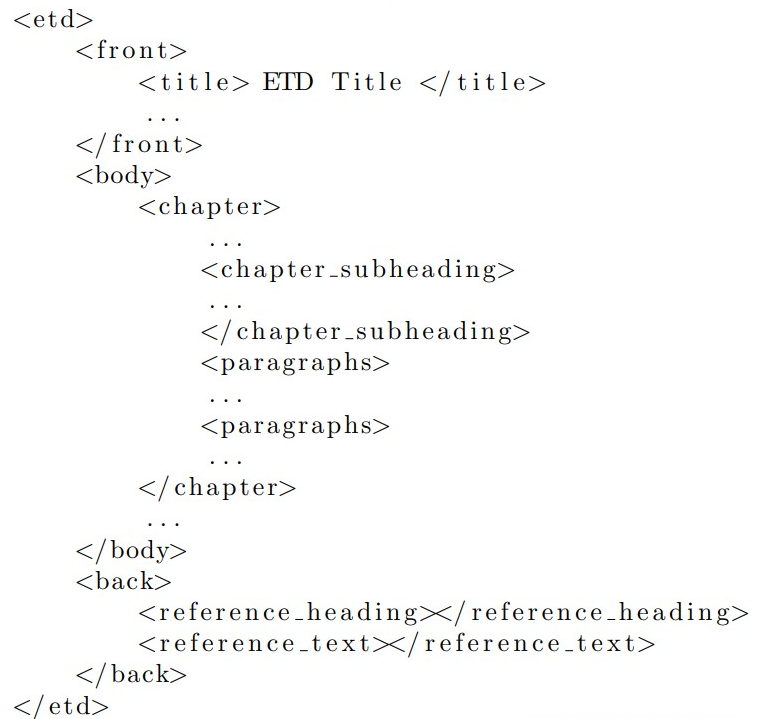 <etd>
<front>
<title> ETD Title </title>
...
</front>
<body>
<chapter>
...
<chapter_subheading>
...
</chapter_subheading>
<paragraphs>
...
<paragraphs>
...
</chapter>
...
</body>
<back>
<reference_heading></reference_heading>
<reference_text></reference_text>
</back>
</etd>